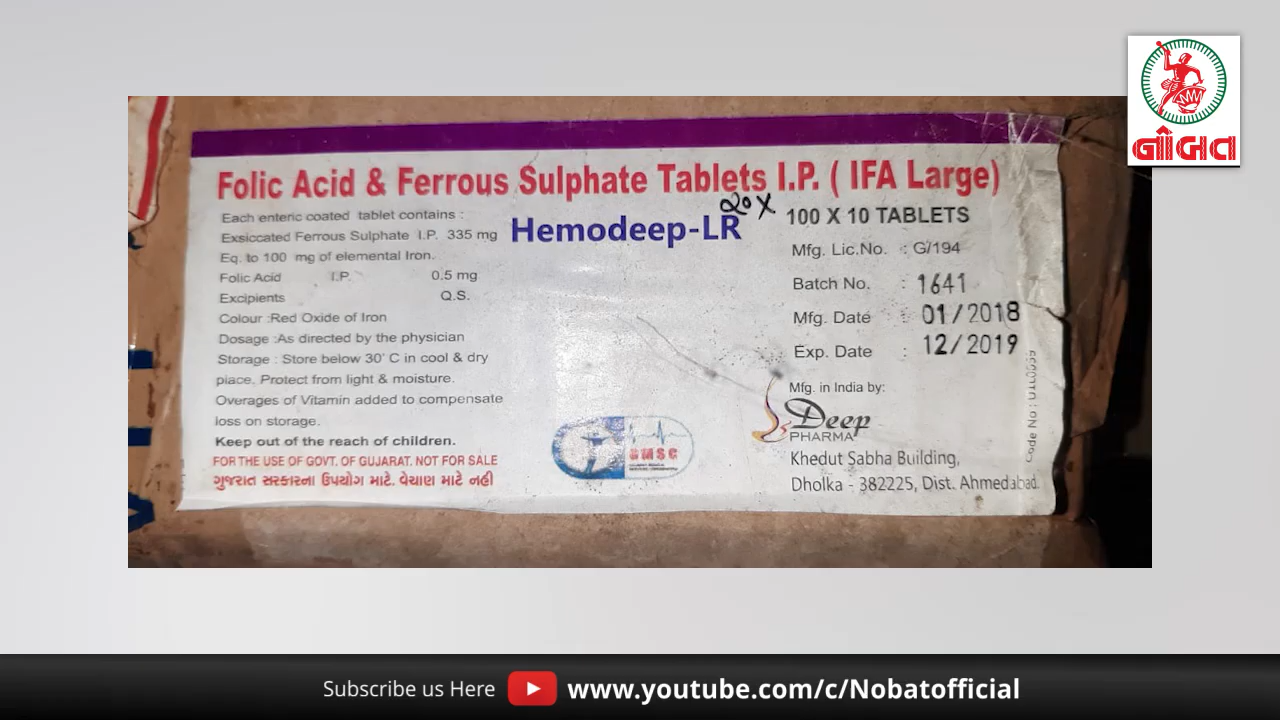 નોબત
Folic Acid & Ferrous Sulphate Tablets I.P. ( IFA Large)
Each enteric coated tablet contains :
Exsiccated Ferrous Sulphate I.P. 335 mg
Eq. to 100 mg of elemental Iron.
Folic Acid I.P. 0.5 mg
Excipients Q.S.
Colour :Red Oxide of Iron
Dosage :As directed by the physician
Storage : Store below 30° C in cool & dry
place. Protect from light & moisture.
Overages of Vitamin added to compensate
loss on storage.
Keep out of the reach of children.
FOR THE USE OF GOVT. OF GUJARAT. NOT FOR SALE
ગુજરાત સરકારના ઉપયોગ માટે. વેચાણ માટે નહી
Hemodeep-LR
20 X
100 X 10 TABLETS
Mfg. Lic.No. : G/194
Batch No. : 1641
Mfg. Date : 01/2018
Exp. Date : 12/2019
Mfg. in India by:
Deep
PHARMA
Khedut Sabha Building,
Dholka - 382225, Dist. Ahmedabad.
GMSC
Subscribe us Here
www.youtube.com/c/Nobatofficial